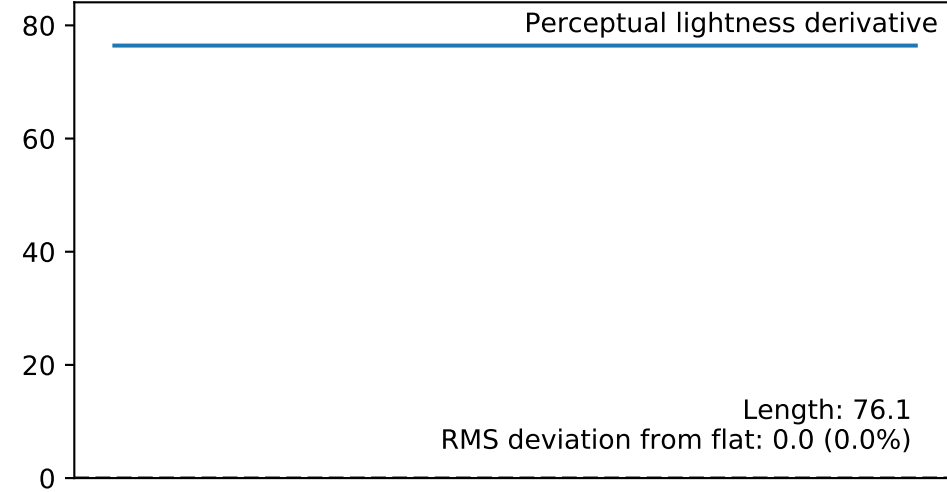 80
Perceptual lightness derivative
60
40
20
Length: 76.1
RMS deviation from flat: 0.0 (0.0%)
0